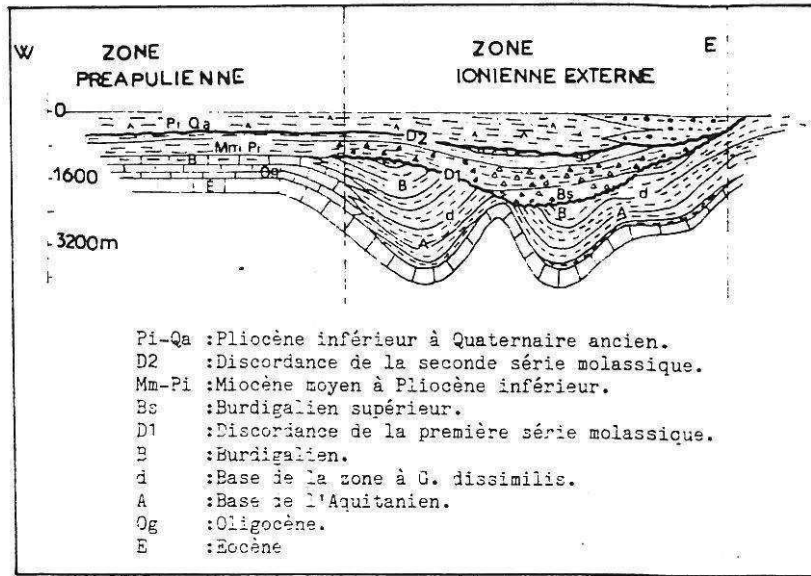 W ZONE ZONE E
PREAPULIENNE IONIENNE EXTERNE
0
Pi Qa
D2
Mm Pi
B
1600
Og
E
D1
B
Bs
d
B
d
A
A
3200m
Pi-Qa :Pliocène inférieur à Quaternaire ancien.
D2 :Discordance de la seconde série molassique.
Mm-Pi :Miocène moyen à Pliocène inférieur.
Bs :Burdigalien supérieur.
D1 :Discordance de la première série molassique.
B :Burdigalien.
d :Base de la zone à G. dissimilis.
A :Base de l'Aquitanien.
Og :Oligocène.
E :Eocène